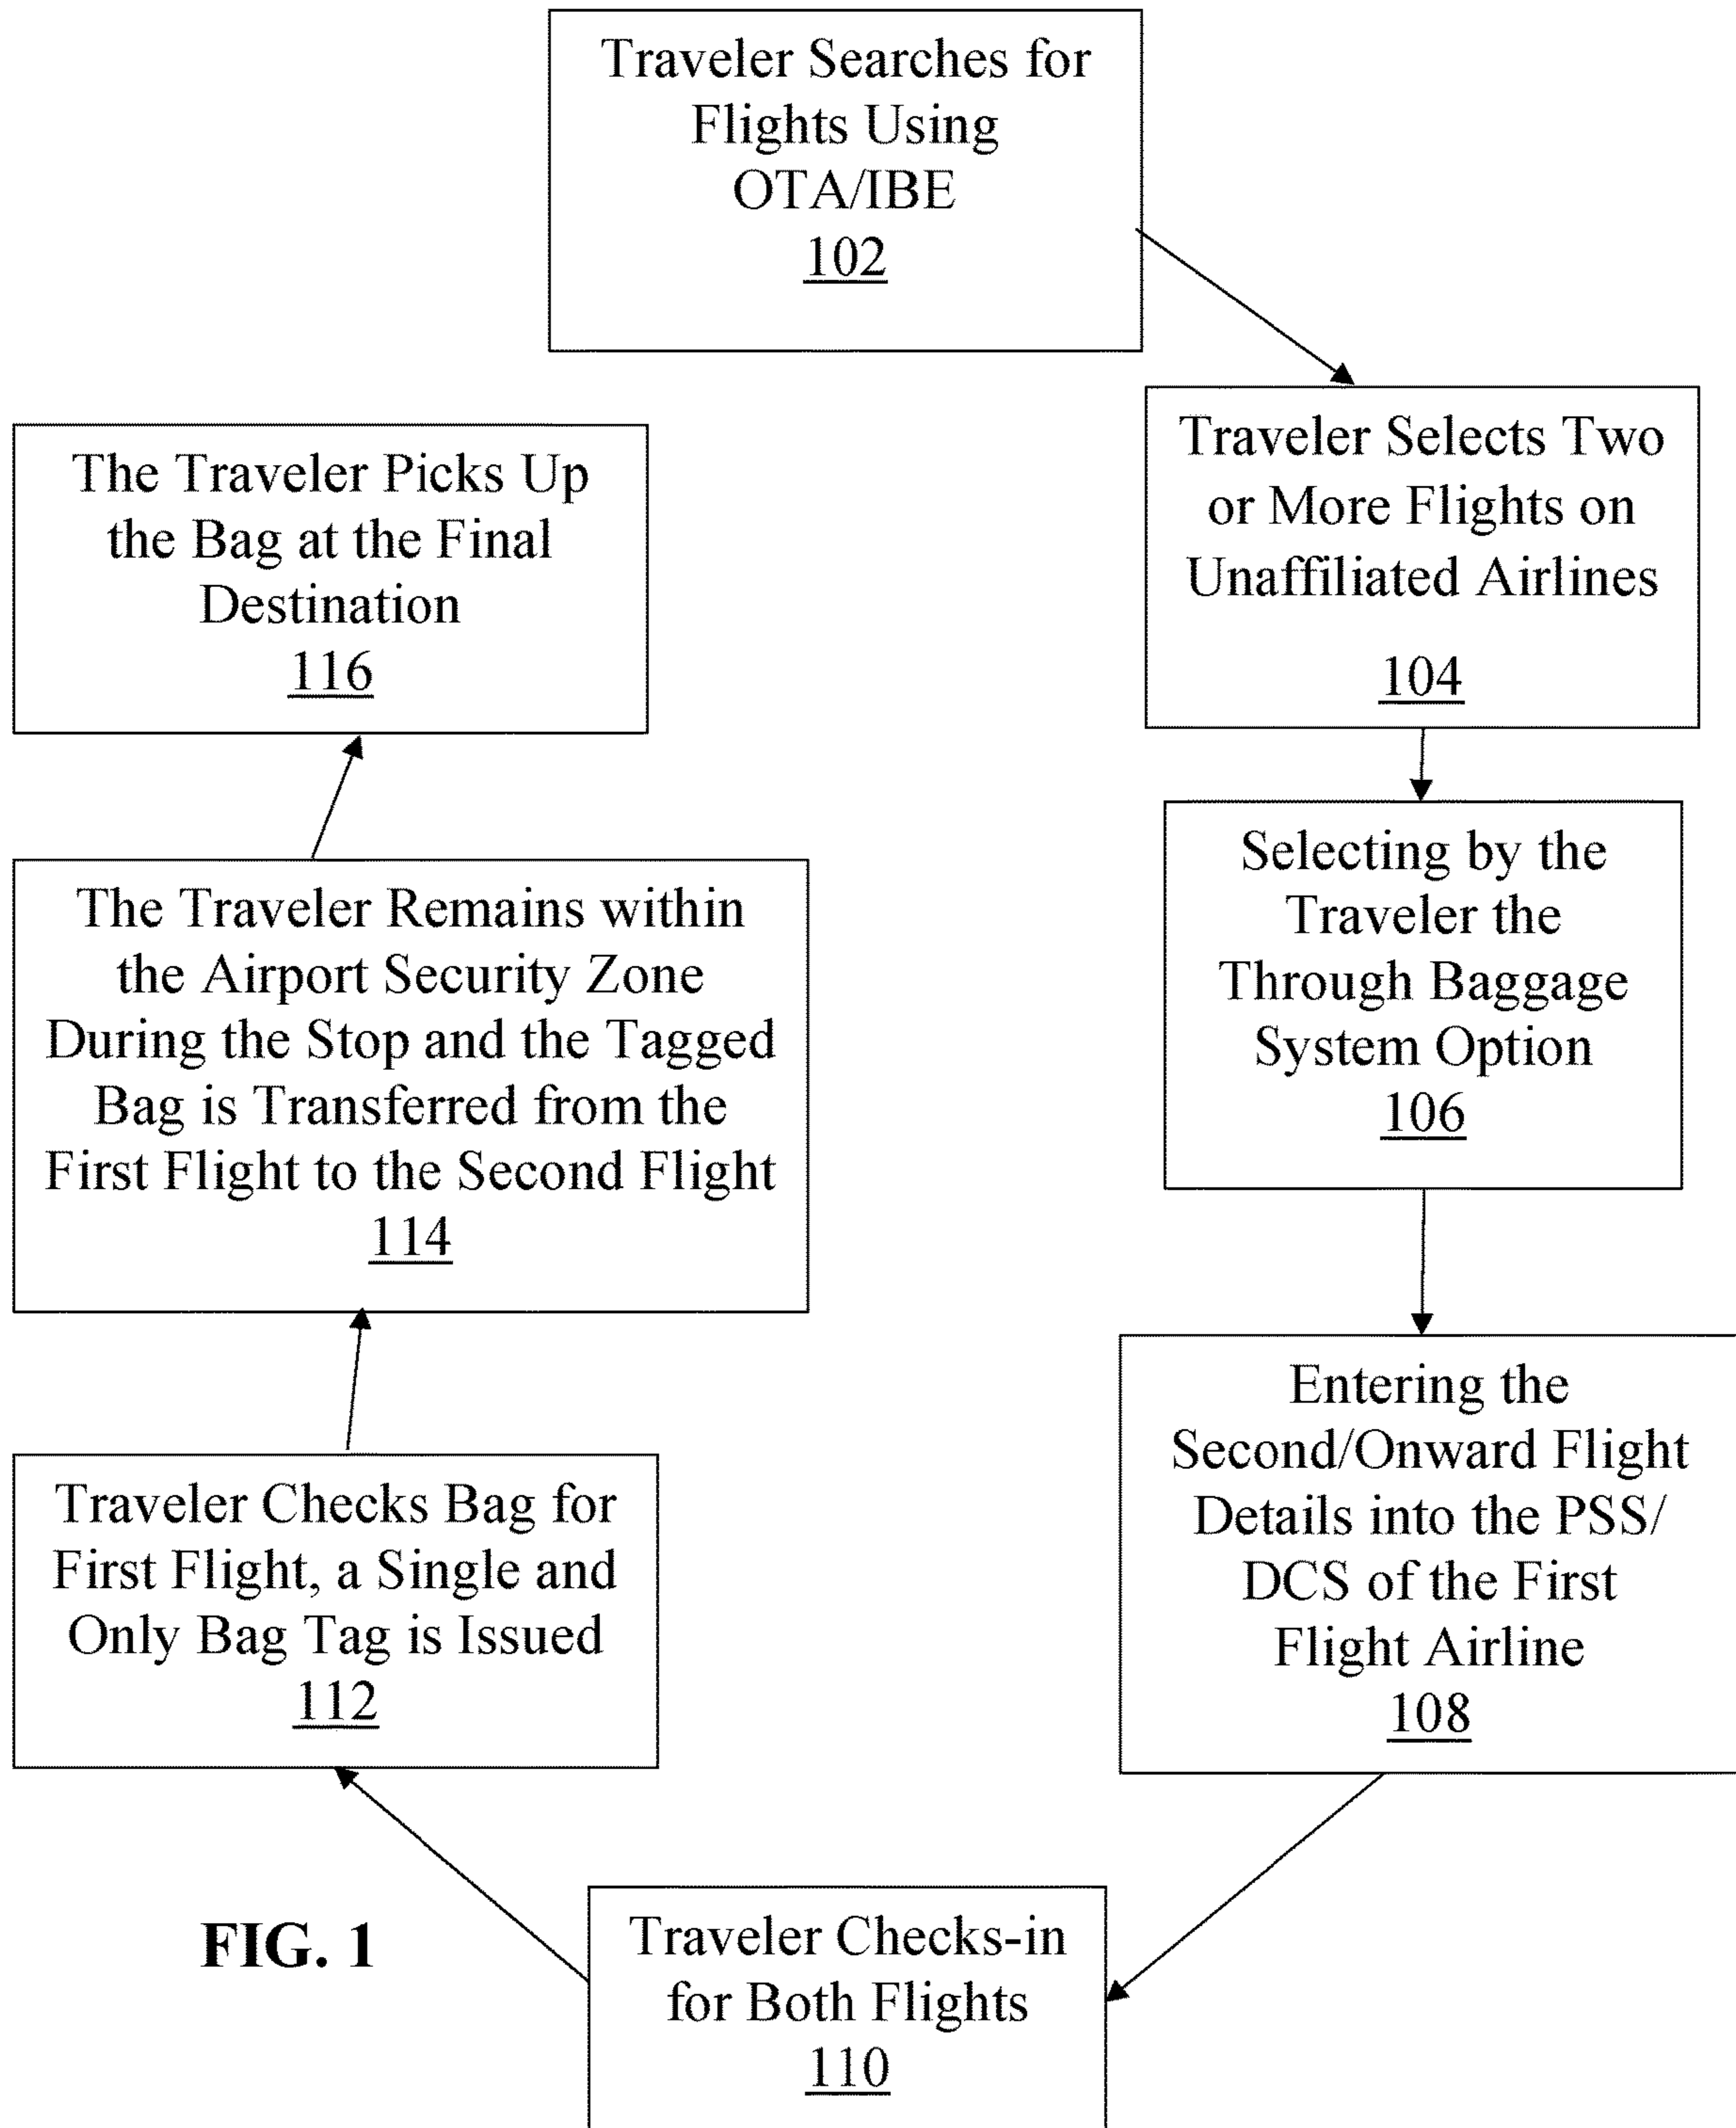 Traveler Searches for
Flights Using
OTA/IBE
102
Traveler Selects Two
or More Flights on
Unaffiliated Airlines
104
Selecting by the
Traveler the
Through Baggage
System Option
106
Entering the
Second/Onward Flight
Details into the PSS/
DCS of the First
Flight Airline
108
Traveler Checks-in
for Both Flights
110
Traveler Checks Bag for
First Flight, a Single and
Only Bag Tag is Issued
112
The Traveler Remains within
the Airport Security Zone
During the Stop and the Tagged
Bag is Transferred from the
First Flight to the Second Flight
114
The Traveler Picks Up
the Bag at the Final
Destination
116
FIG. 1